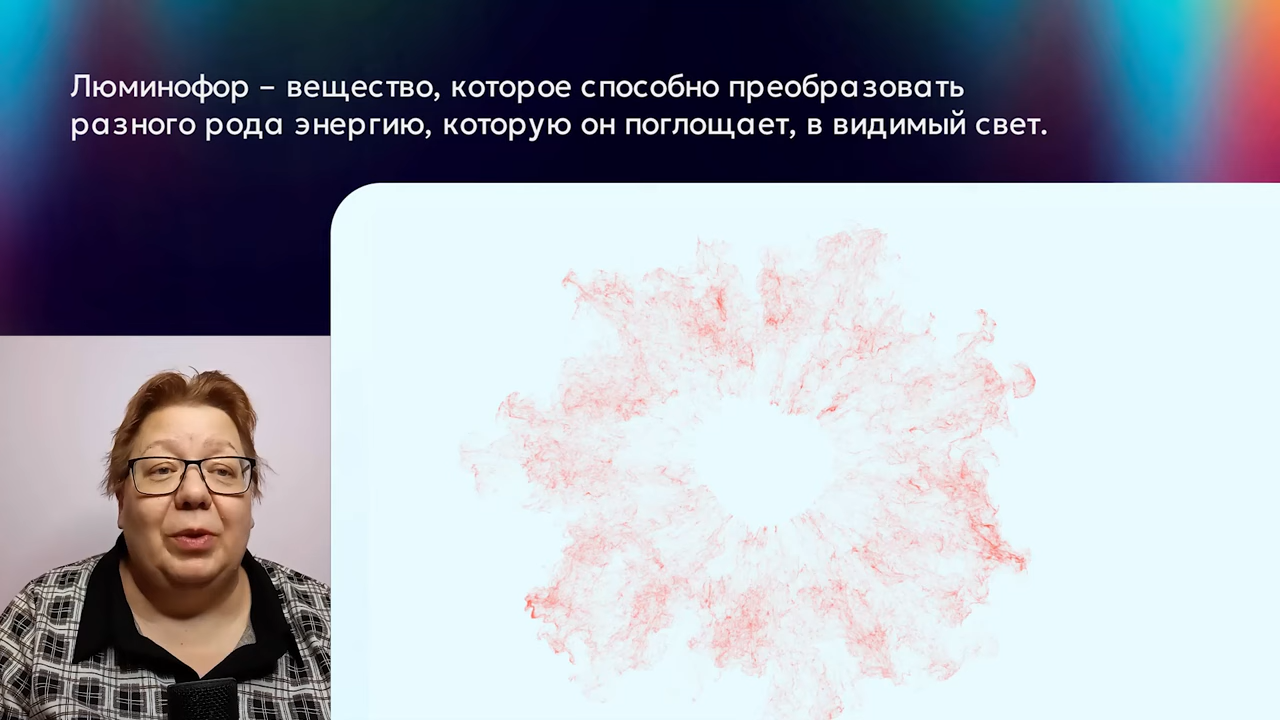 Люминофор – вещество, которое способно преобразовать
разного рода энергию, которую он поглощает, в видимый свет.